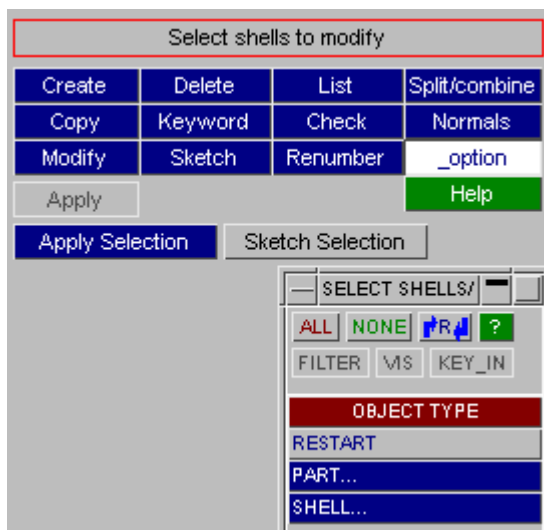 Select shells to modify
Create Delete List Split/combine
Copy Keyword Check Normals
Modify Sketch Renumber _option
Apply Help
Apply Selection Sketch Selection
SELECT SHELLS/
ALL NONE R ?
FILTER VIS KEY_IN
OBJECT TYPE
RESTART
PART...
SHELL...